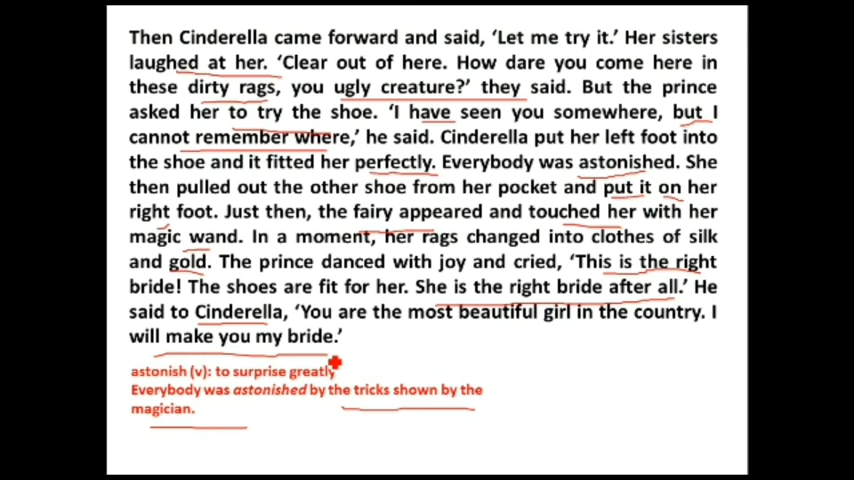 Then Cinderella came forward and said, ‘Let me try it.’ Her sisters
laughed at her. ‘Clear out of here. How dare you come here in
these dirty rags, you ugly creature?’ they said. But the prince
asked her to try the shoe. ‘I have seen you somewhere, but I
cannot remember where,’ he said. Cinderella put her left foot into
the shoe and it fitted her perfectly. Everybody was astonished. She
then pulled out the other shoe from her pocket and put it on her
right foot. Just then, the fairy appeared and touched her with her
magic wand. In a moment, her rags changed into clothes of silk
and gold. The prince danced with joy and cried, ‘This is the right
bride! The shoes are fit for her. She is the right bride after all.’ He
said to Cinderella, ‘You are the most beautiful girl in the country. I
will make you my bride.’
astonish (v): to surprise greatly
Everybody was astonished by the tricks shown by the
magician.